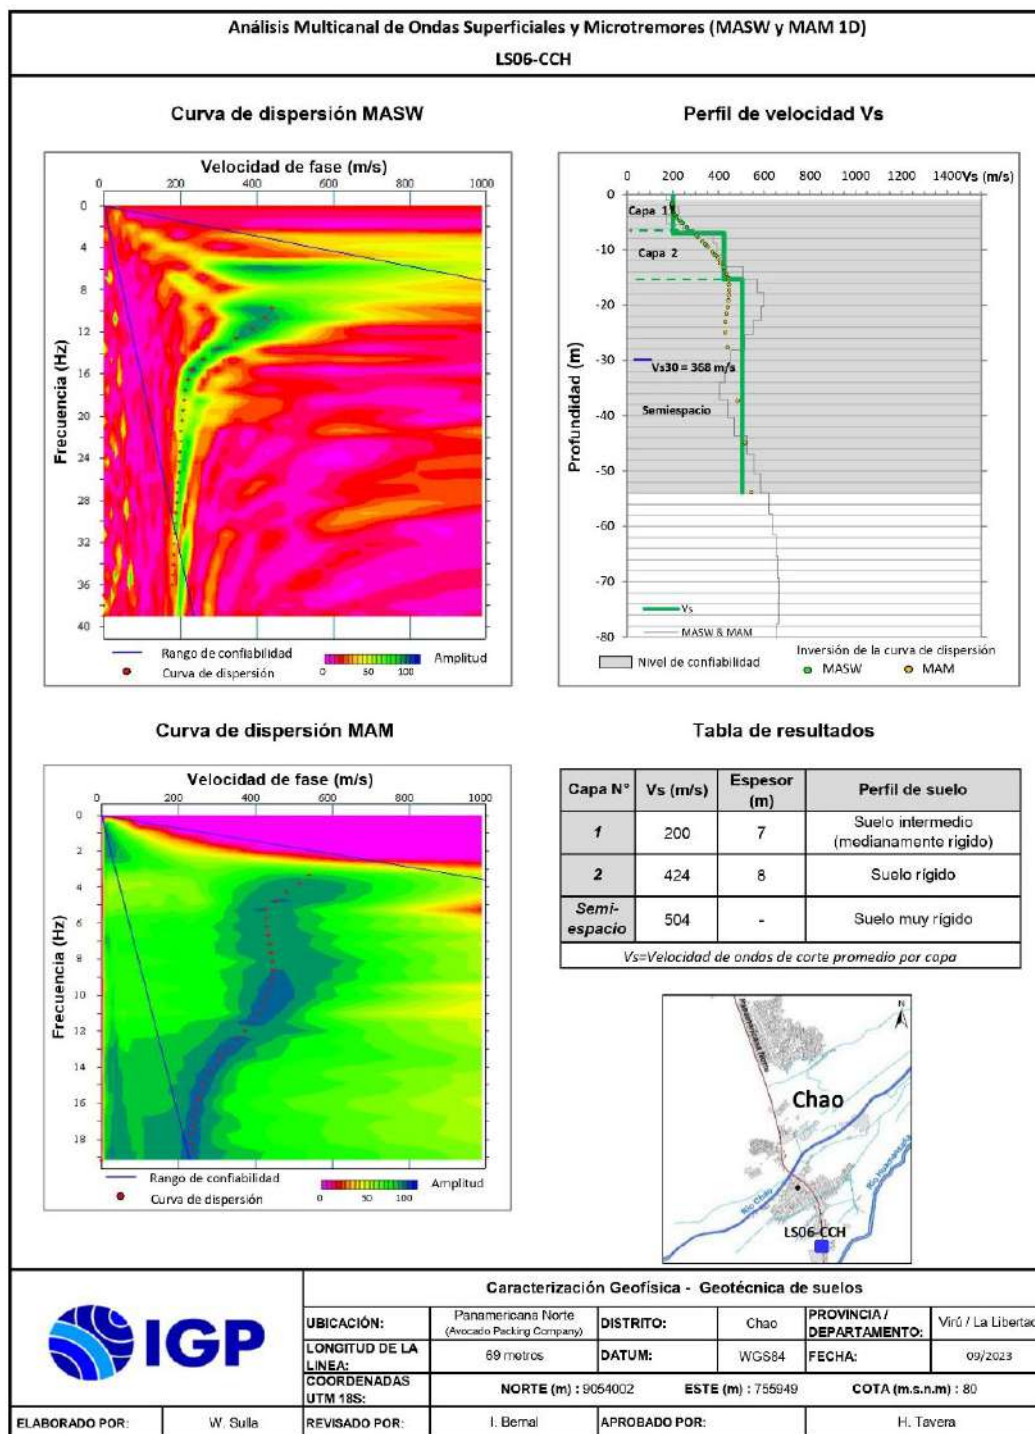 Análisis Multicanal de Ondas Superficiales y Microtremores (MASW y MAM 1D)
LS06-CCH
Curva de dispersión MASW
Velocidad de fase (m/s)
0 200 400 600 800 1000
Frecuencia (Hz)
0
4
8
12
16
20
24
28
32
36
40
Rango de confiabilidad
Curva de dispersión
0 50 100
Amplitud
Perfil de velocidad Vs
0 200 400 600 800 1000 1200 1400 Vs (m/s)
Profundidad (m)
0
Capa 1
-10
Capa 2
-20
-30
Vs30 = 368 m/s
-40
Semiespacio
-50
-60
-70
-80
Vs
MASW & MAM
Nivel de confiabilidad
Inversión de la curva de dispersión
MASW MAM
Curva de dispersión MAM
Velocidad de fase (m/s)
0 200 400 600 800 1000
Frecuencia (Hz)
0
2
4
6
8
10
12
14
16
18
Rango de confiabilidad
Curva de dispersión
0 50 100
Amplitud
Tabla de resultados
Capa N° Vs (m/s) Espesor (m) Perfil de suelo
1 200 7 Suelo intermedio (medianamente rígido)
2 424 8 Suelo rígido
Semi-espacio 504 - Suelo muy rígido
Vs=Velocidad de ondas de corte promedio por capa
Panamericana Norte
N
Chao
Río Chao
Río Huamanzaña
LS06-CCH
IGP
Caracterización Geofísica - Geotécnica de suelos
UBICACIÓN: Panamericana Norte (Avocado Packing Company) DISTRITO: Chao PROVINCIA / DEPARTAMENTO: Virú / La Libertad
LONGITUD DE LA LINEA: 69 metros DATUM: WGS84 FECHA: 09/2023
COORDENADAS UTM 18S: NORTE (m) : 9054002 ESTE (m) : 755949 COTA (m.s.n.m) : 80
ELABORADO POR: W. Sulla REVISADO POR: I. Bernal APROBADO POR: H. Tavera